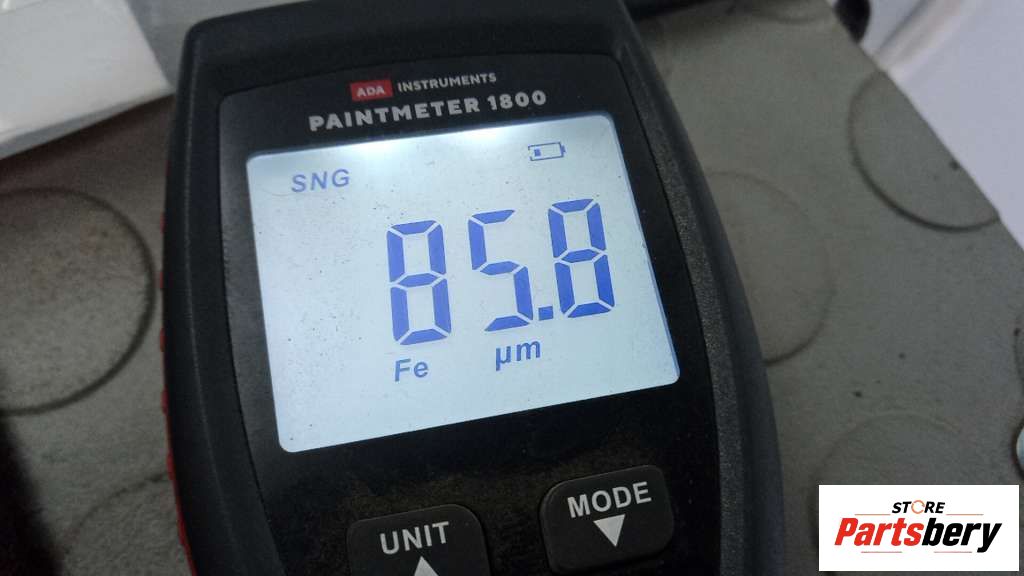 ADA INSTRUMENTS
PAINTMETER 1800
SNG
85.8
Fe µm
UNIT MODE
STORE
Partsbery